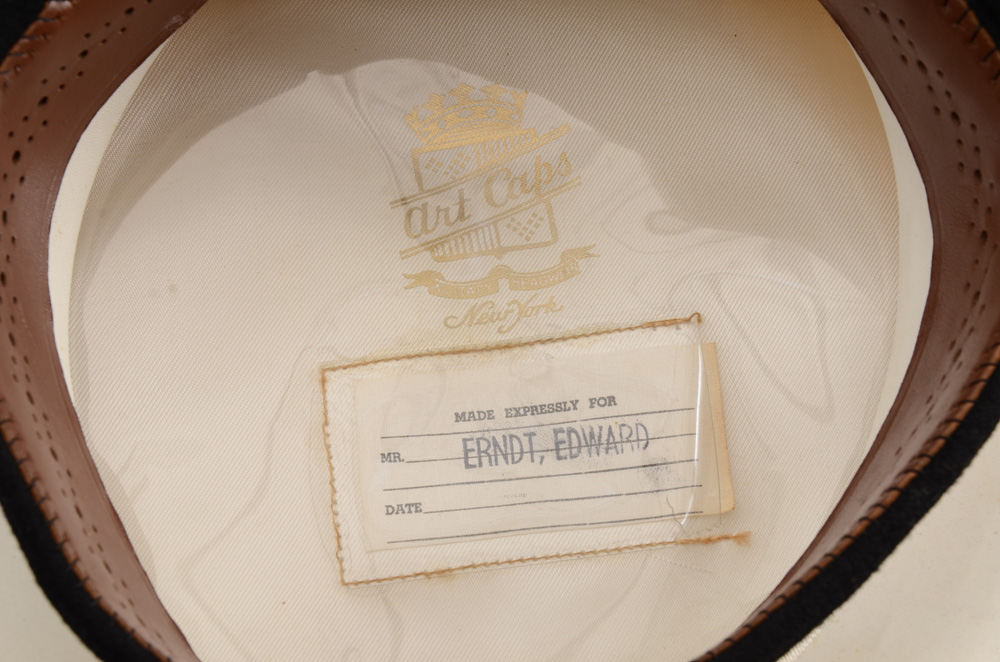 Art Caps
New York
MADE EXPRESSLY FOR
MR. ERNDT, EDWARD
DATE